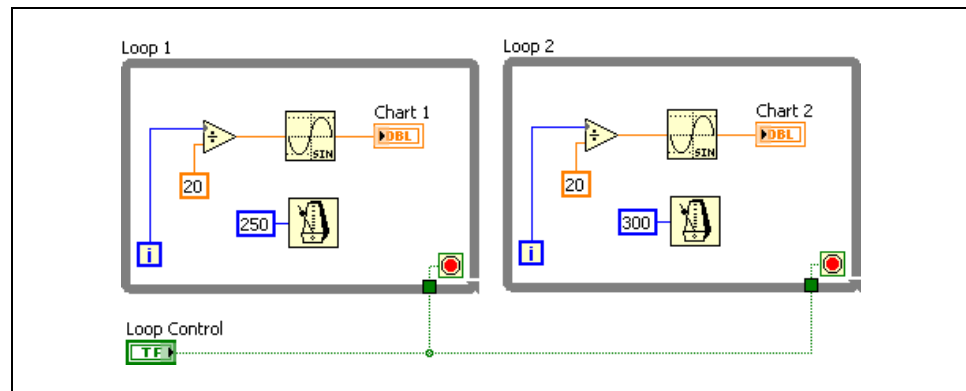 Loop 1
Loop 2
Chart 1
DBL
20
SIN
250
i
Chart 2
DBL
20
SIN
300
i
Loop Control
TF